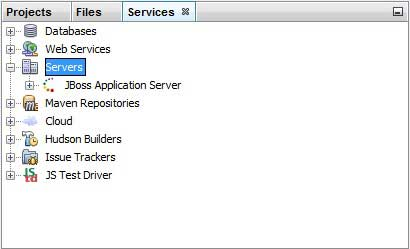 Projects Files Services
Databases
Web Services
Servers
JBoss Application Server
Maven Repositories
Cloud
Hudson Builders
Issue Trackers
JS Test Driver